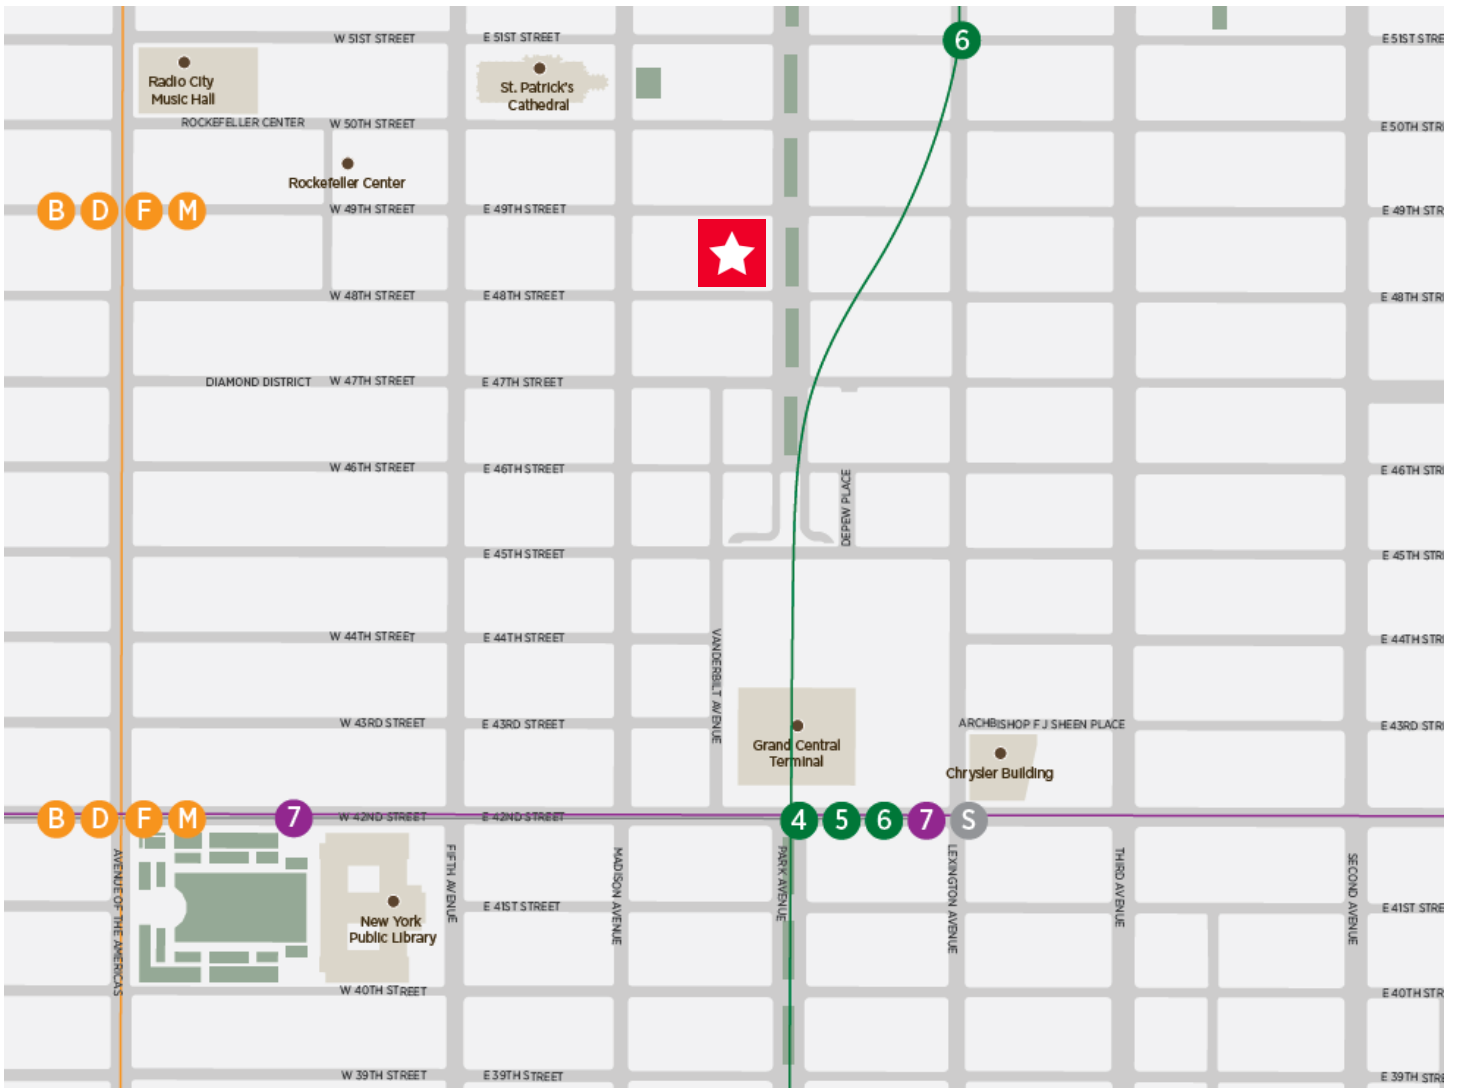 W 51ST STREET
E 51ST STREET
6
E 51ST STRE
Radio City
Music Hall
St. Patrick's
Cathedral
ROCKEFELLER CENTER
W 50TH STREET
E 50TH STR
Rockefeller Center
B D F M
W 49TH STREET
E 49TH STREET
E 49TH STR
W 48TH STREET
E 48TH STREET
E 48TH STR
DIAMOND DISTRICT
W 47TH STREET
E 47TH STREET
W 46TH STREET
E 46TH STREET
E 46TH STR
DEPEW PLACE
E 45TH STREET
E 45TH STR
W 44TH STREET
E 44TH STREET
E 44TH STR
VANDERBILT AVENUE
W 43RD STREET
E 43RD STREET
ARCHBISHOP F J SHEEN PLACE
E 43RD STR
Grand Central
Terminal
Chrysler Building
B D F M
7
W 42ND STREET
E 42ND STREET
4 5 6 7 S
AVENUE OF THE AMERICAS
FIFTH AVENUE
MADISON AVENUE
PARK AVENUE
LEXINGTON AVENUE
THIRD AVENUE
SECOND AVENUE
New York
Public Library
E 41ST STREET
E 41ST STRE
W 40TH STREET
E 40TH STR
W 39TH STREET
E 39TH STREET
E 39TH STR